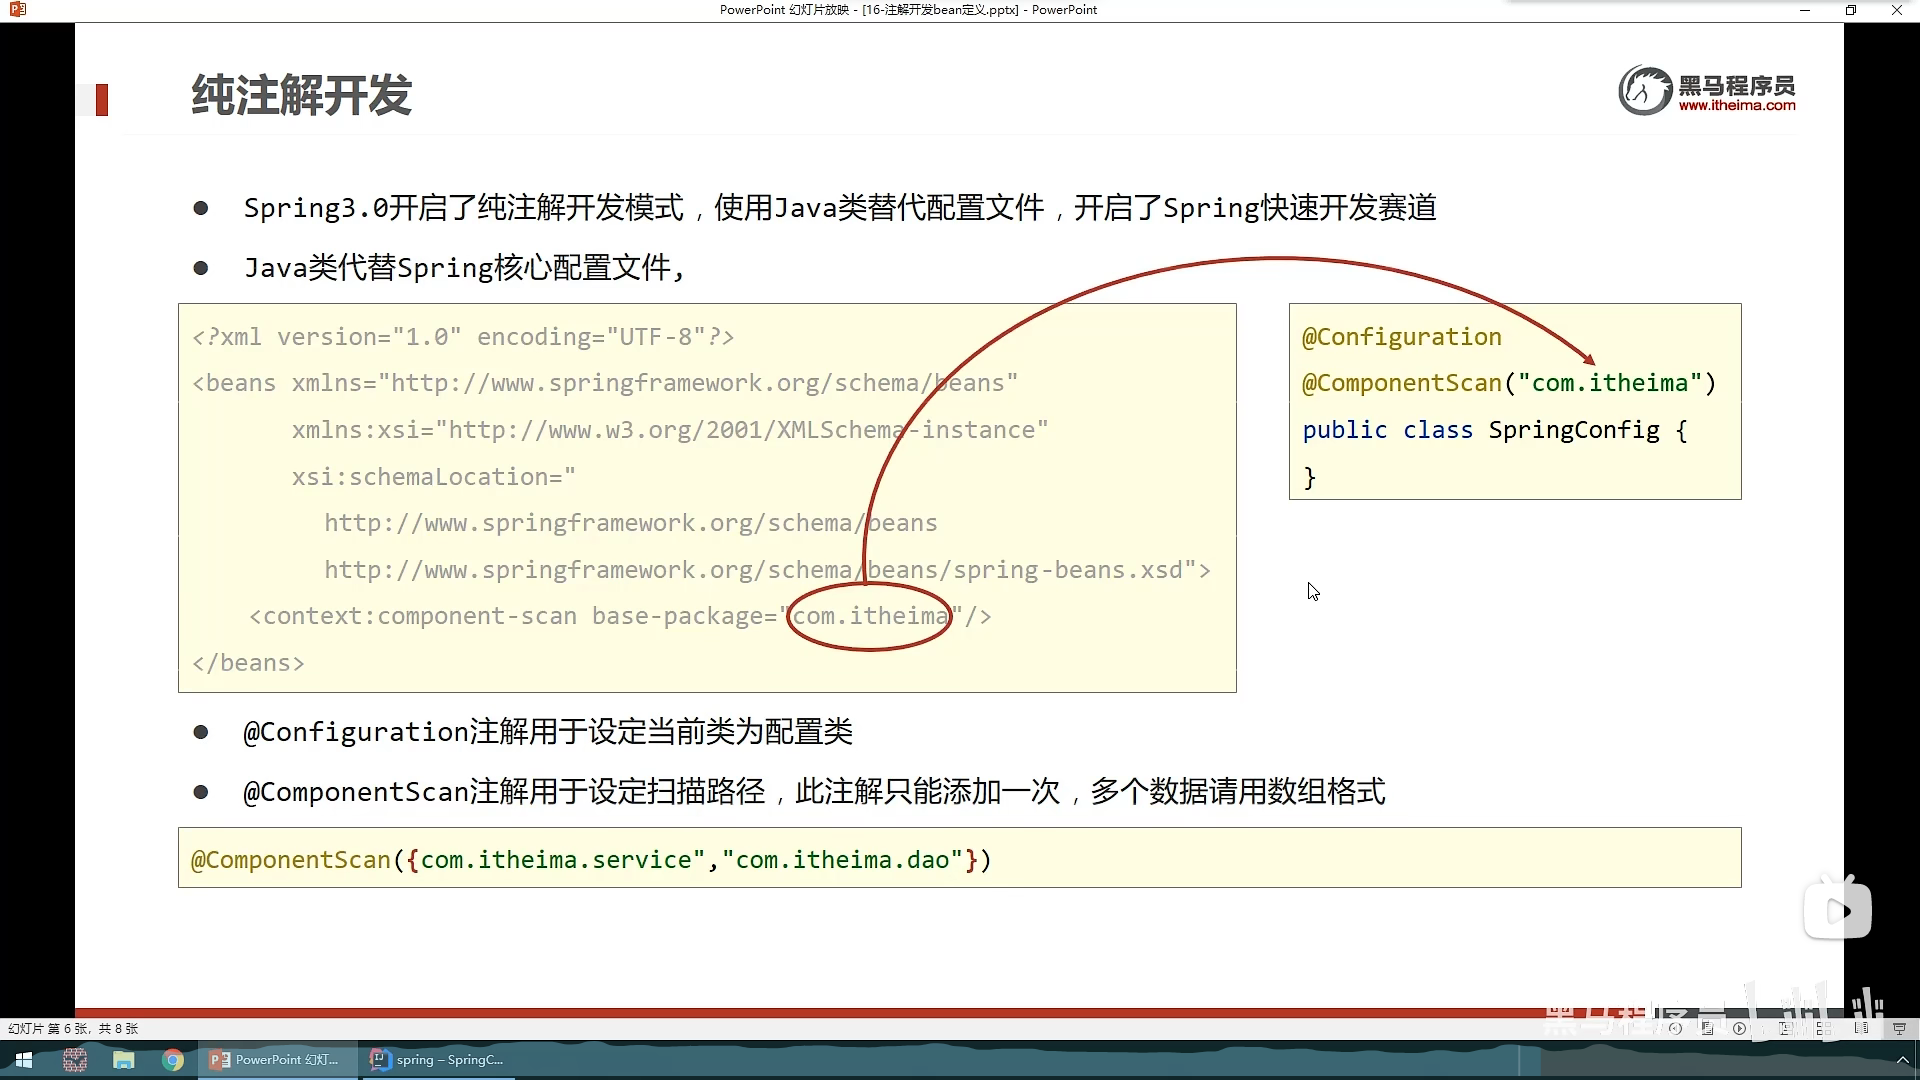 PowerPoint 幻灯片放映 - [16-注解开发bean定义.pptx] - PowerPoint
纯注解开发
黑马程序员
www.itheima.com
Spring3.0开启了纯注解开发模式，使用Java类替代配置文件，开启了Spring快速开发赛道
Java类代替Spring核心配置文件,
<?xml version="1.0" encoding="UTF-8"?>
<beans xmlns="http://www.springframework.org/schema/beans"
xmlns:xsi="http://www.w3.org/2001/XMLSchema-instance"
xsi:schemaLocation="
http://www.springframework.org/schema/beans
http://www.springframework.org/schema/beans/spring-beans.xsd">
<context:component-scan base-package="com.itheima"/>
</beans>
@Configuration
@ComponentScan("com.itheima")
public class SpringConfig {
}
@Configuration注解用于设定当前类为配置类
@ComponentScan注解用于设定扫描路径，此注解只能添加一次，多个数据请用数组格式
@ComponentScan({com.itheima.service","com.itheima.dao"})
黑马程序员
幻灯片 第 6 张，共 8 张
PowerPoint 幻灯...
spring – SpringC...